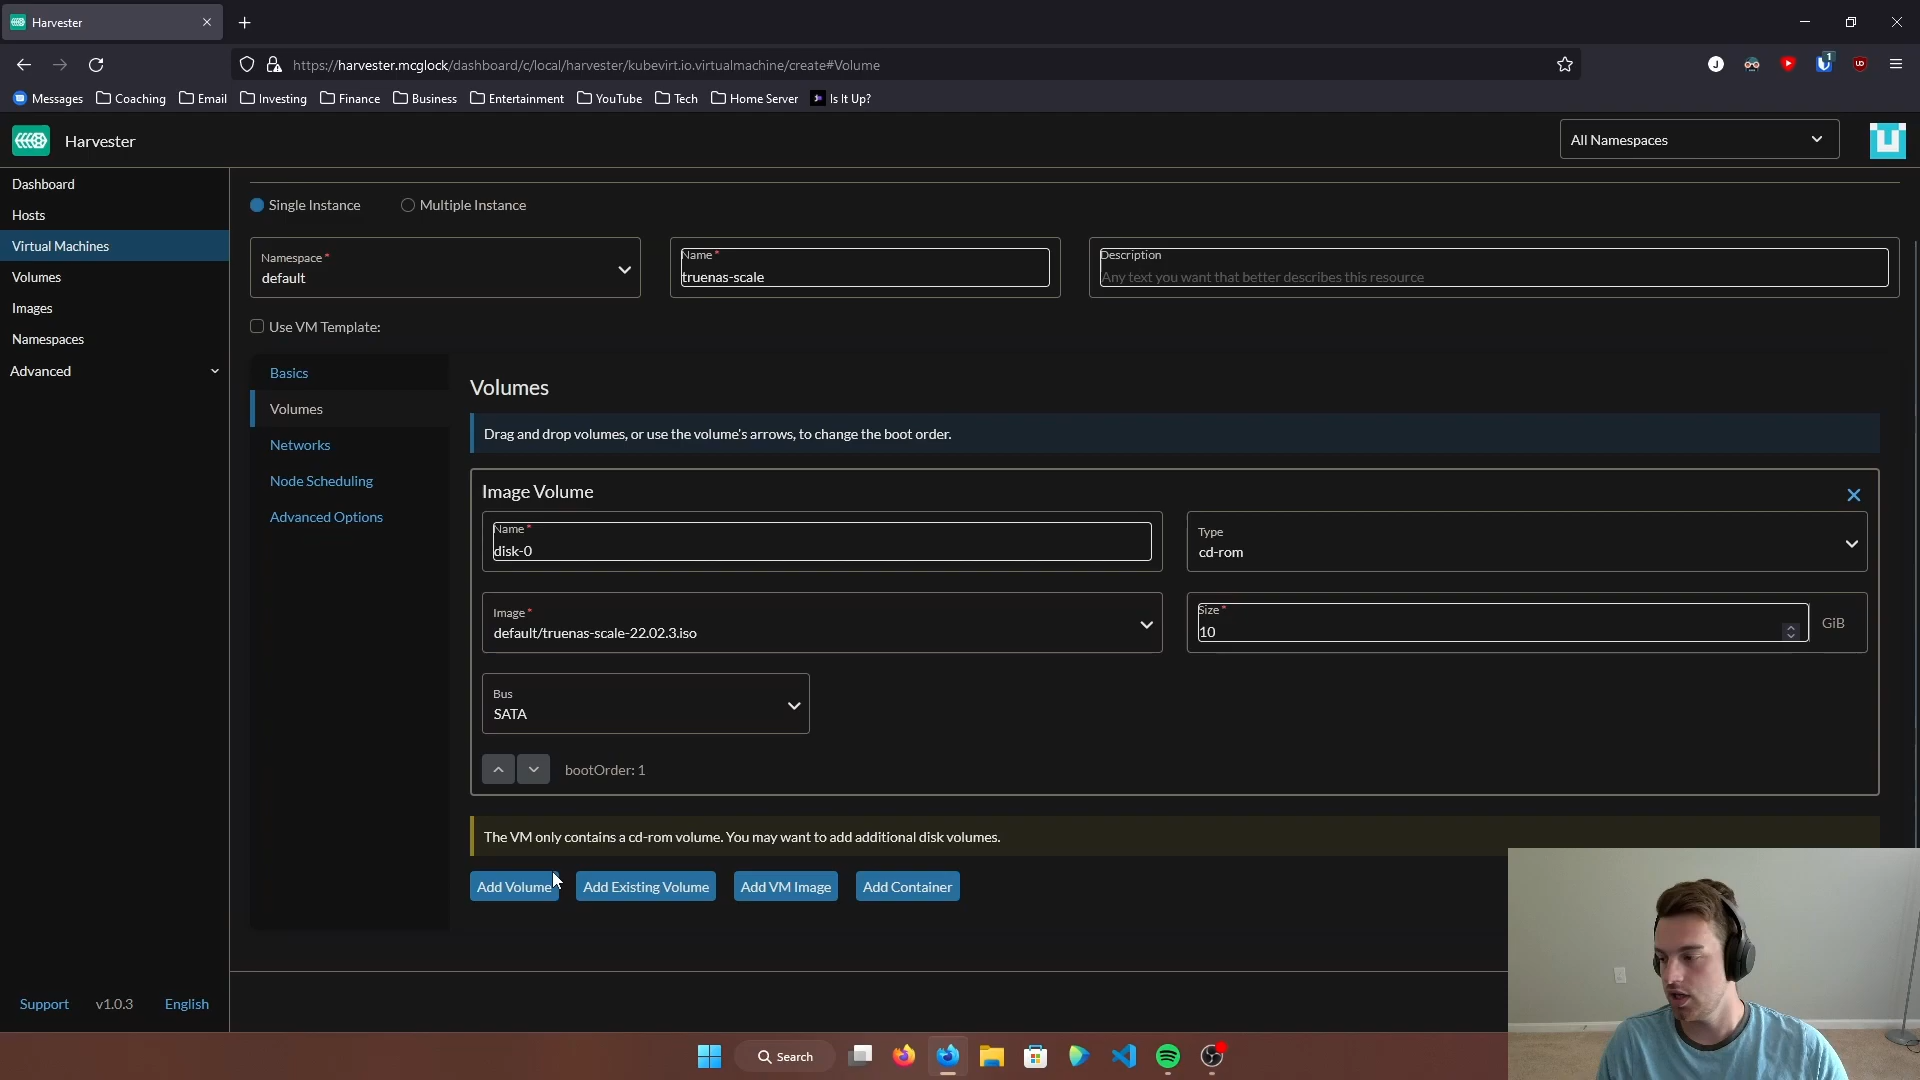 Harvester
https://harvester.mcglock/dashboard/c/local/harvester/kubevirt.io.virtualmachine/create#Volume
Messages Coaching Email Investing Finance Business Entertainment YouTube Tech Home Server Is It Up?
Harvester
All Namespaces
Dashboard
Hosts
Virtual Machines
Volumes
Images
Namespaces
Advanced
Single Instance Multiple Instance
Namespace *
default
Name *
truenas-scale
Description
Any text you want that better describes this resource
Use VM Template:
Basics
Volumes
Networks
Node Scheduling
Advanced Options
Volumes
Drag and drop volumes, or use the volume's arrows, to change the boot order.
Image Volume
Name *
disk-0
Type
cd-rom
Image *
default/truenas-scale-22.02.3.iso
Size *
10
GiB
Bus
SATA
bootOrder: 1
The VM only contains a cd-rom volume. You may want to add additional disk volumes.
Add Volume Add Existing Volume Add VM Image Add Container
Support v1.0.3 English
Search